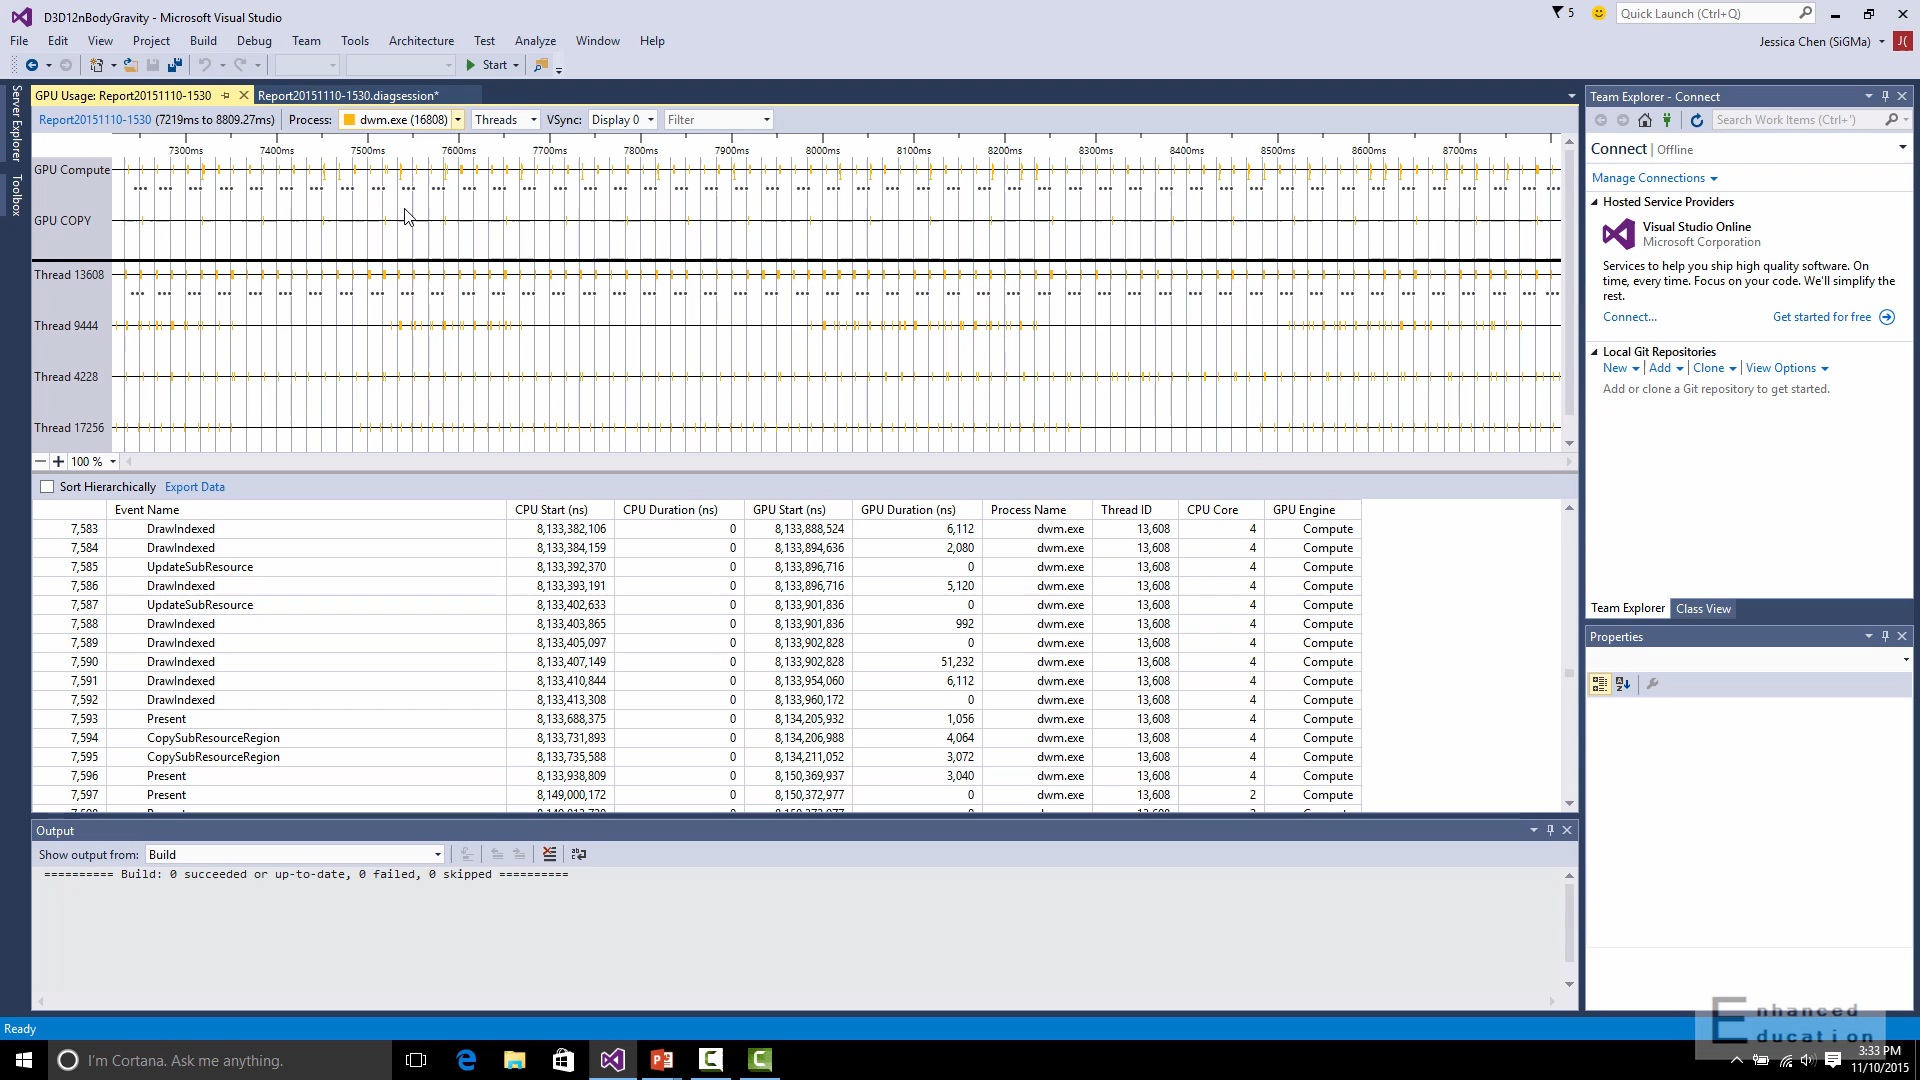 D3D12nBodyGravity - Microsoft Visual Studio
5
Quick Launch (Ctrl+Q)
File Edit View Project Build Debug Team Tools Architecture Test Analyze Window Help
Jessica Chen (SiGMa)
J(
Start
Server Explorer
Toolbox
GPU Usage: Report20151110-1530
Report20151110-1530.diagsession*
Report20151110-1530 (7219ms to 8809.27ms) Process: dwm.exe (16808) Threads VSync: Display 0 Filter
7300ms 7400ms 7500ms 7600ms 7700ms 7800ms 7900ms 8000ms 8100ms 8200ms 8300ms 8400ms 8500ms 8600ms 8700ms
GPU Compute
GPU COPY
Thread 13608
Thread 9444
Thread 4228
Thread 17256
100 %
Sort Hierarchically Export Data
Event Name CPU Start (ns) CPU Duration (ns) GPU Start (ns) GPU Duration (ns) Process Name Thread ID CPU Core GPU Engine
7,583 DrawIndexed 8,133,382,106 0 8,133,888,524 6,112 dwm.exe 13,608 4 Compute
7,584 DrawIndexed 8,133,384,159 0 8,133,894,636 2,080 dwm.exe 13,608 4 Compute
7,585 UpdateSubResource 8,133,392,370 0 8,133,896,716 0 dwm.exe 13,608 4 Compute
7,586 DrawIndexed 8,133,393,191 0 8,133,896,716 5,120 dwm.exe 13,608 4 Compute
7,587 UpdateSubResource 8,133,402,633 0 8,133,901,836 0 dwm.exe 13,608 4 Compute
7,588 DrawIndexed 8,133,403,865 0 8,133,901,836 992 dwm.exe 13,608 4 Compute
7,589 DrawIndexed 8,133,405,097 0 8,133,902,828 0 dwm.exe 13,608 4 Compute
7,590 DrawIndexed 8,133,407,149 0 8,133,902,828 51,232 dwm.exe 13,608 4 Compute
7,591 DrawIndexed 8,133,410,844 0 8,133,954,060 6,112 dwm.exe 13,608 4 Compute
7,592 DrawIndexed 8,133,413,308 0 8,133,960,172 0 dwm.exe 13,608 4 Compute
7,593 Present 8,133,688,375 0 8,134,205,932 1,056 dwm.exe 13,608 4 Compute
7,594 CopySubResourceRegion 8,133,731,893 0 8,134,206,988 4,064 dwm.exe 13,608 4 Compute
7,595 CopySubResourceRegion 8,133,735,588 0 8,134,211,052 3,072 dwm.exe 13,608 4 Compute
7,596 Present 8,133,938,809 0 8,150,369,937 3,040 dwm.exe 13,608 4 Compute
7,597 Present 8,149,000,172 0 8,150,372,977 0 dwm.exe 13,608 2 Compute
Output
Show output from: Build
========== Build: 0 succeeded or up-to-date, 0 failed, 0 skipped ==========
Team Explorer - Connect
Search Work Items (Ctrl+')
Connect | Offline
Manage Connections
Hosted Service Providers
Visual Studio Online
Microsoft Corporation
Services to help you ship high quality software. On
time, every time. Focus on your code. We'll simplify the
rest.
Connect... Get started for free
Local Git Repositories
New | Add | Clone | View Options
Add or clone a Git repository to get started.
Team Explorer Class View
Properties
Ready
Enhanced
Education
I'm Cortana. Ask me anything.
3:33 PM
11/10/2015